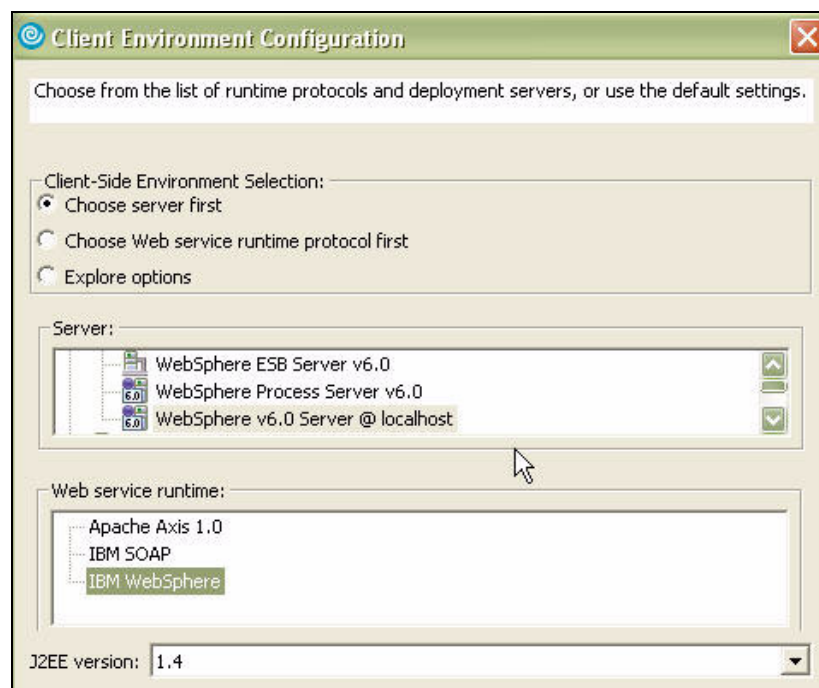 Client Environment Configuration
Choose from the list of runtime protocols and deployment servers, or use the default settings.
Client-Side Environment Selection:
Choose server first
Choose Web service runtime protocol first
Explore options
Server:
WebSphere ESB Server v6.0
WebSphere Process Server v6.0
6.0
WebSphere v6.0 Server @ localhost
6.0
Web service runtime:
Apache Axis 1.0
IBM SOAP
IBM WebSphere
J2EE version: 1.4